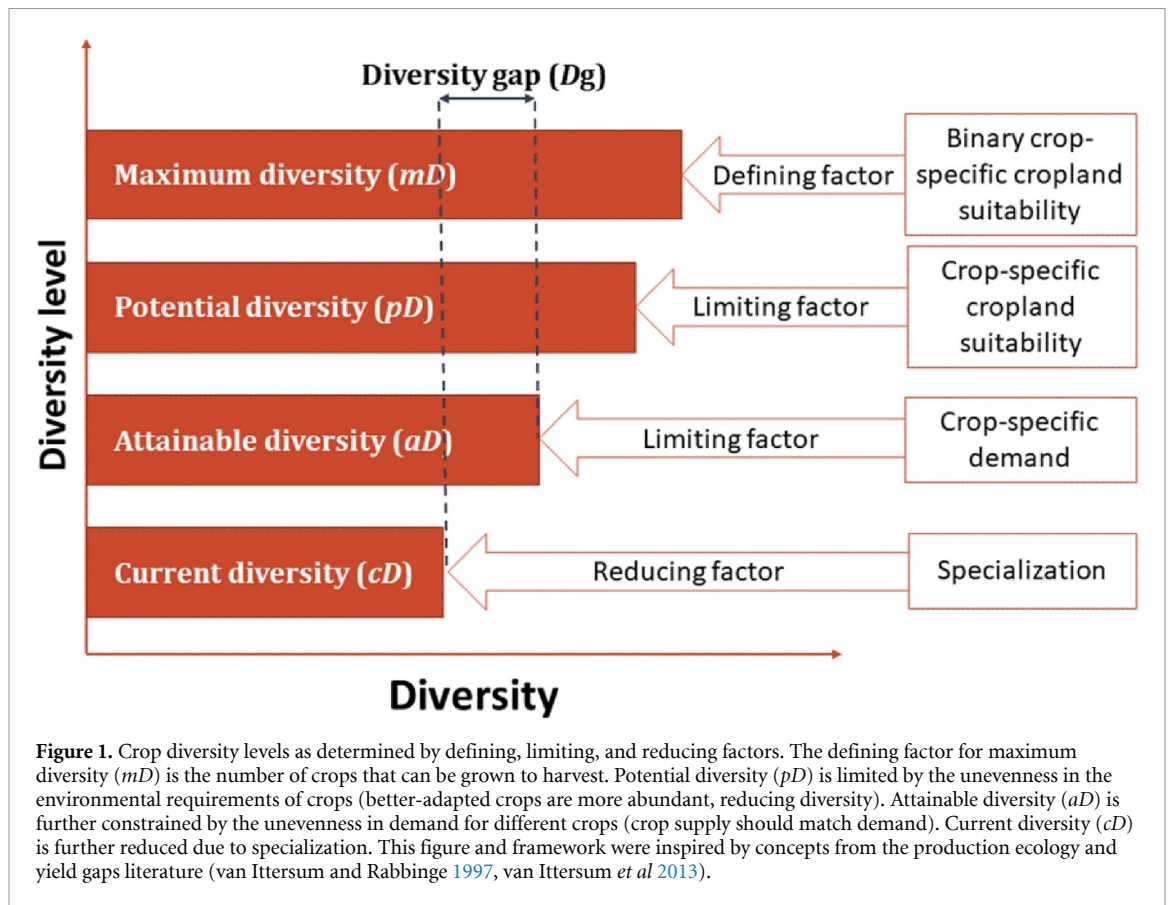 Diversity gap (Dg)
Maximum diversity (mD)
Defining factor
Binary crop-
specific cropland
suitability
Potential diversity (pD)
Limiting factor
Crop-specific
cropland
suitability
Attainable diversity (aD)
Limiting factor
Crop-specific
demand
Current diversity (cD)
Reducing factor
Specialization
Diversity level
Diversity
Figure 1. Crop diversity levels as determined by defining, limiting, and reducing factors. The defining factor for maximum
diversity (mD) is the number of crops that can be grown to harvest. Potential diversity (pD) is limited by the unevenness in the
environmental requirements of crops (better-adapted crops are more abundant, reducing diversity). Attainable diversity (aD) is
further constrained by the unevenness in demand for different crops (crop supply should match demand). Current diversity (cD)
is further reduced due to specialization. This figure and framework were inspired by concepts from the production ecology and
yield gaps literature (van Ittersum and Rabbinge 1997, van Ittersum et al 2013).